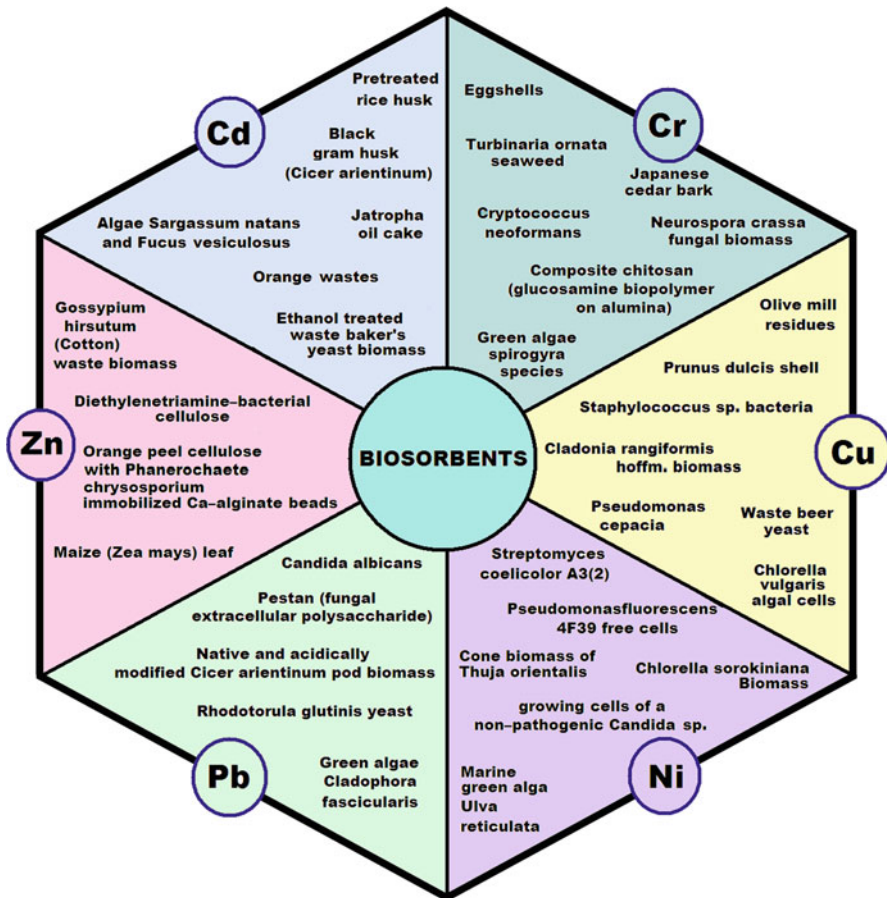 Cd
Pretreated
rice husk
Black
gram husk
(Cicer arientinum)
Algae Sargassum natans
and Fucus vesiculosus
Jatropha
oil cake
Orange wastes
Ethanol treated
waste baker's
yeast biomass
Cr
Eggshells
Turbinaria ornata
seaweed
Japanese
cedar bark
Cryptococcus
neoformans
Neurospora crassa
fungal biomass
Composite chitosan
(glucosamine biopolymer
on alumina)
Green algae
spirogyra
species
Cu
Olive mill
residues
Prunus dulcis shell
Staphylococcus sp. bacteria
Cladonia rangiformis
hoffm. biomass
Pseudomonas
cepacia
Waste beer
yeast
Chlorella
vulgaris
algal cells
Zn
Gossypium
hirsutum
(Cotton)
waste biomass
Diethylenetriamine–bacterial
cellulose
Orange peel cellulose
with Phanerochaete
chrysosporium
immobilized Ca–alginate beads
Maize (Zea mays) leaf
BIOSORBENTS
Pb
Candida albicans
Pestan (fungal
extracellular polysaccharide)
Native and acidically
modified Cicer arientinum pod biomass
Rhodotorula glutinis yeast
Green algae
Cladophora
fascicularis
Ni
Streptomyces
coelicolor A3(2)
Pseudomonasfluorescens
4F39 free cells
Cone biomass of
Thuja orientalis
Chlorella sorokiniana
Biomass
growing cells of a
non–pathogenic Candida sp.
Marine
green alga
Ulva
reticulata